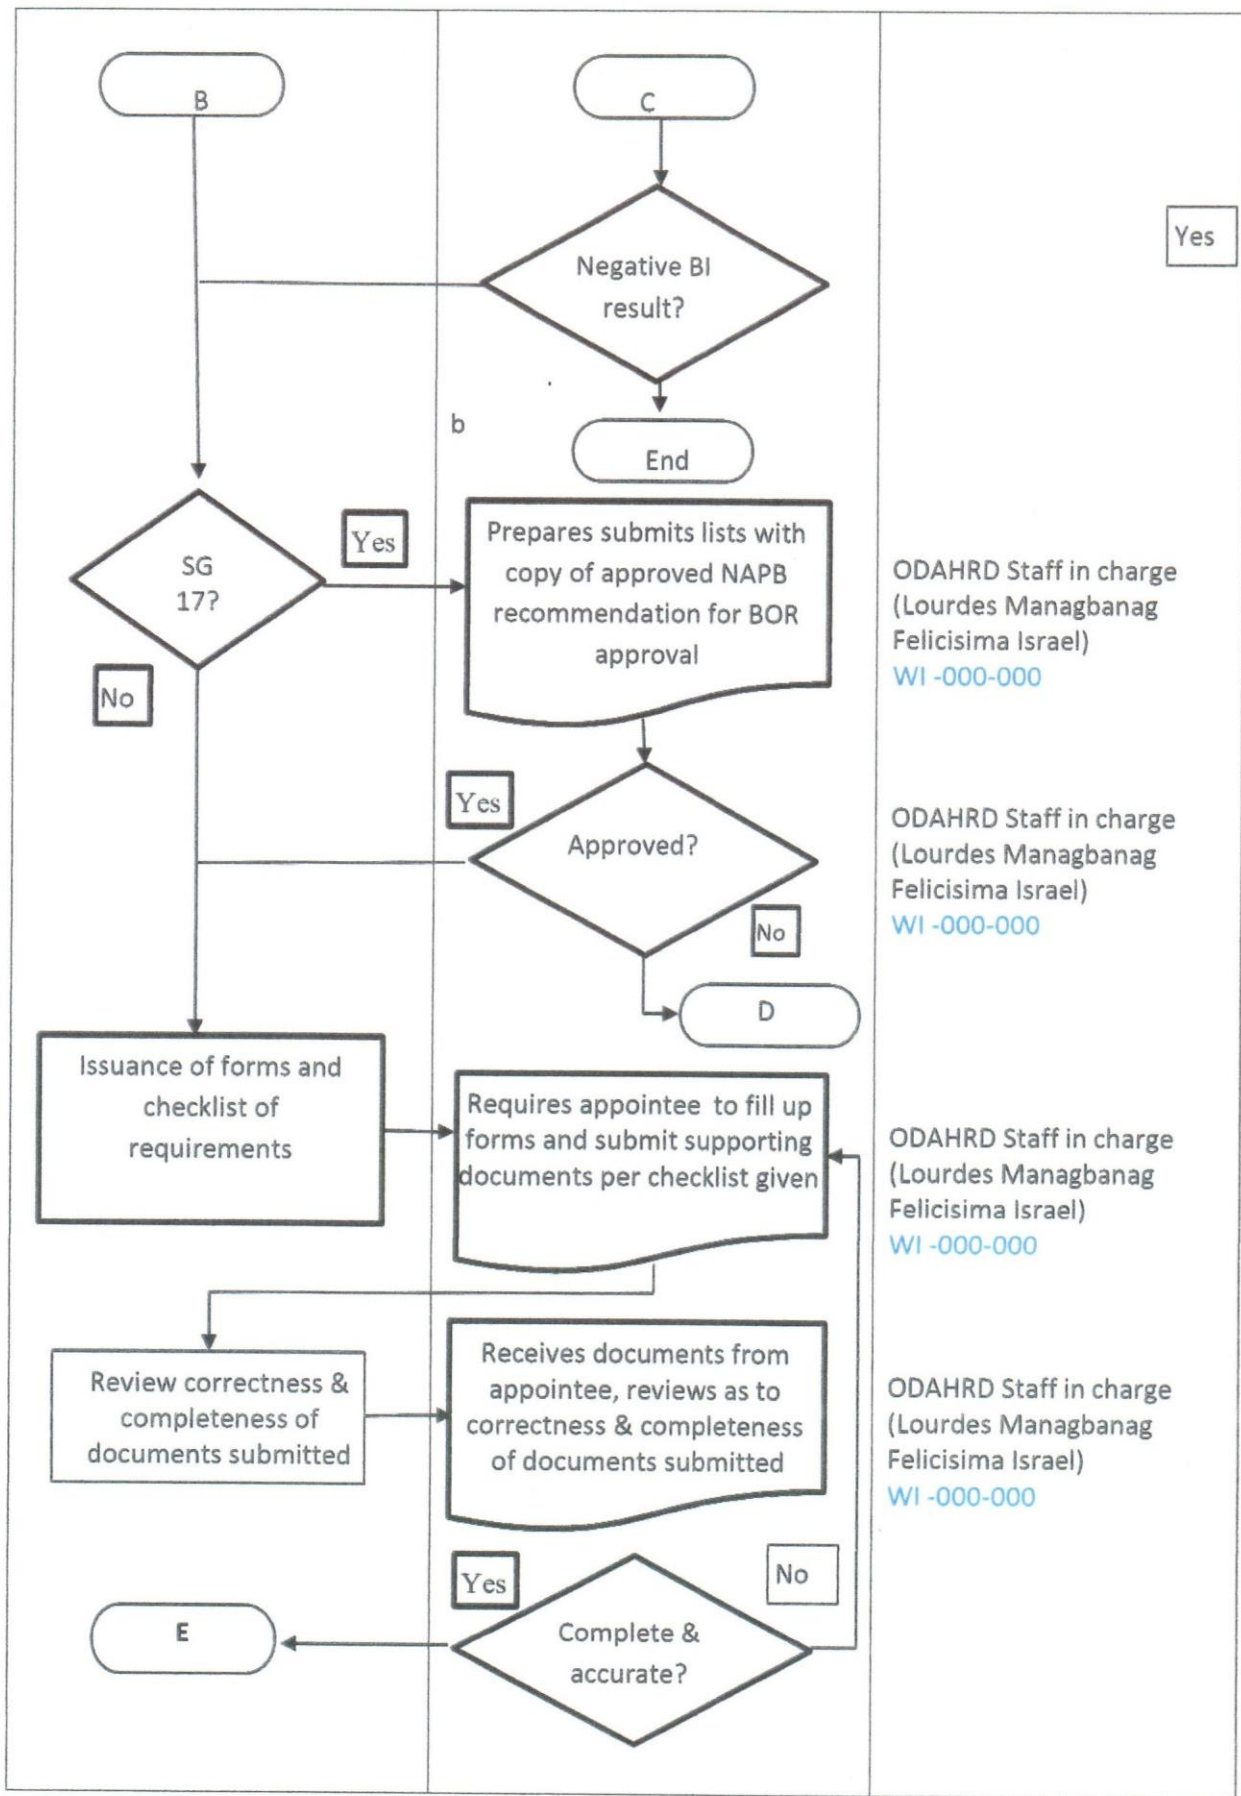 B
C
Yes
Negative BI
result?
b
End
SG
17?
Yes
No
Prepares submits lists with
copy of approved NAPB
recommendation for BOR
approval
ODAHRD Staff in charge
(Lourdes Managbanag
Felicisima Israel)
WI -000-000
Yes
Approved?
No
ODAHRD Staff in charge
(Lourdes Managbanag
Felicisima Israel)
WI -000-000
D
Issuance of forms and
checklist of
requirements
Requires appointee to fill up
forms and submit supporting
documents per checklist given
ODAHRD Staff in charge
(Lourdes Managbanag
Felicisima Israel)
WI -000-000
Review correctness &
completeness of
documents submitted
Receives documents from
appointee, reviews as to
correctness & completeness
of documents submitted
ODAHRD Staff in charge
(Lourdes Managbanag
Felicisima Israel)
WI -000-000
Yes
No
E
Complete &
accurate?